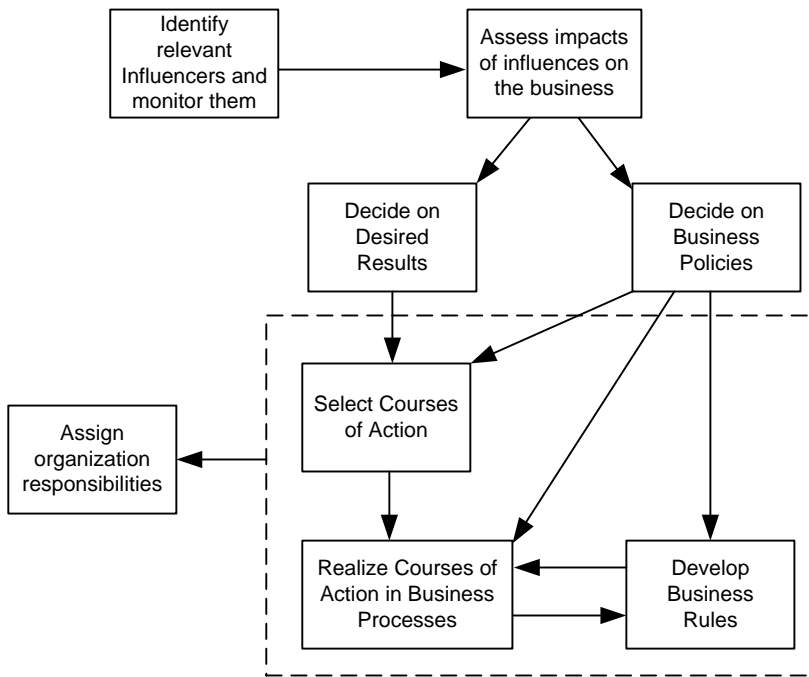 Identify
relevant
Influencers and
monitor them
Assess impacts
of influences on
the business
Decide on
Desired
Results
Decide on
Business
Policies
Select Courses
of Action
Assign
organization
responsibilities
Realize Courses of
Action in Business
Processes
Develop
Business
Rules